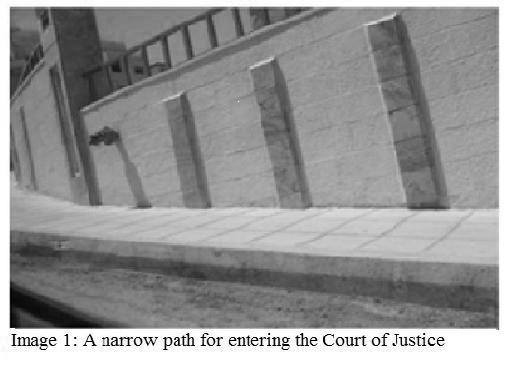 Image 1: A narrow path for entering the Court of Justice